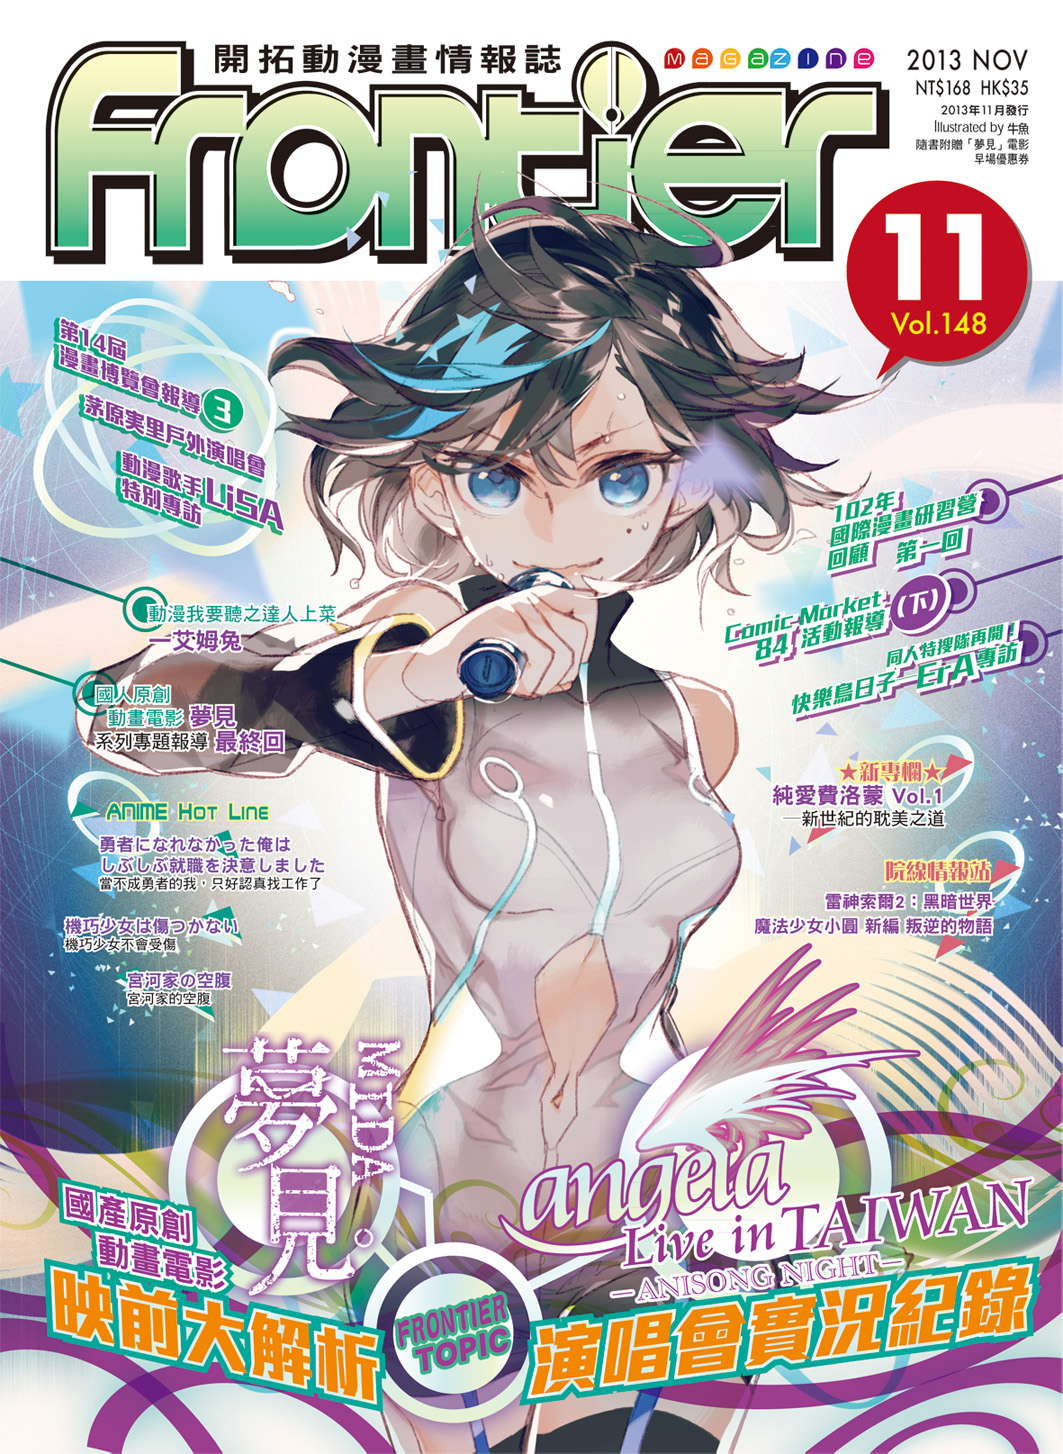 開拓動漫畫情報誌
magazine
Frontier
2013 NOV
NT$168 HK$35
2013年11月發行
Illustrated by 牛魚
隨書附贈「夢見」電影
早場優惠券
11
Vol.148
第14屆
漫畫博覽會報導3
茅原実里戶外演唱會
動漫歌手LiSA
特別專訪
102年
國際漫畫研習營
回顧 第一回
Comic Market
84 活動報導(下)
同人特搜隊再開！
快樂鳥日子—ErA專訪
動漫我要聽之達人上菜
—艾姆兔
國人原創
動畫電影 夢見
系列專題報導 最終回
★新專欄★
純愛費洛蒙 Vol.1
—新世紀的耽美之道
ANIME HOT LINE
勇者になれなかった俺は
しぶしぶ就職を決意しました
當不成勇者的我，只好認真找工作了
機巧少女は傷つかない
機巧少女不會受傷
宮河家の空腹
宮河家的空腹
院線情報站
雷神索爾2：黑暗世界
魔法少女小圓 新編 叛逆的物語
夢見。
MIDA
國產原創
動畫電影
映前大解析
FRONTIER
TOPIC
angela
Live in TAIWAN
－ANISONG NIGHT－
演唱會實況紀錄